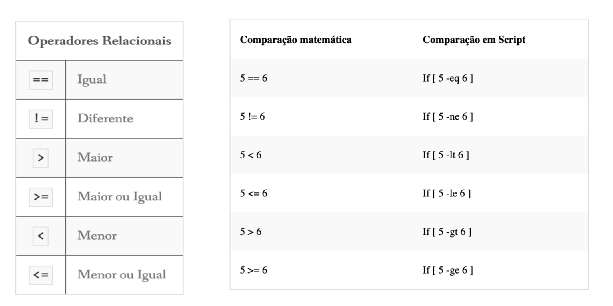 Operadores Relacionais
== Igual
!= Diferente
> Maior
>= Maior ou Igual
< Menor
<= Menor ou Igual
Comparação matemática Comparação em Script
5 == 6 If [ 5 -eq 6 ]
5 != 6 If [ 5 -ne 6 ]
5 < 6 If [ 5 -lt 6 ]
5 <= 6 If [ 5 -le 6 ]
5 > 6 If [ 5 -gt 6 ]
5 >= 6 If [ 5 -ge 6 ]